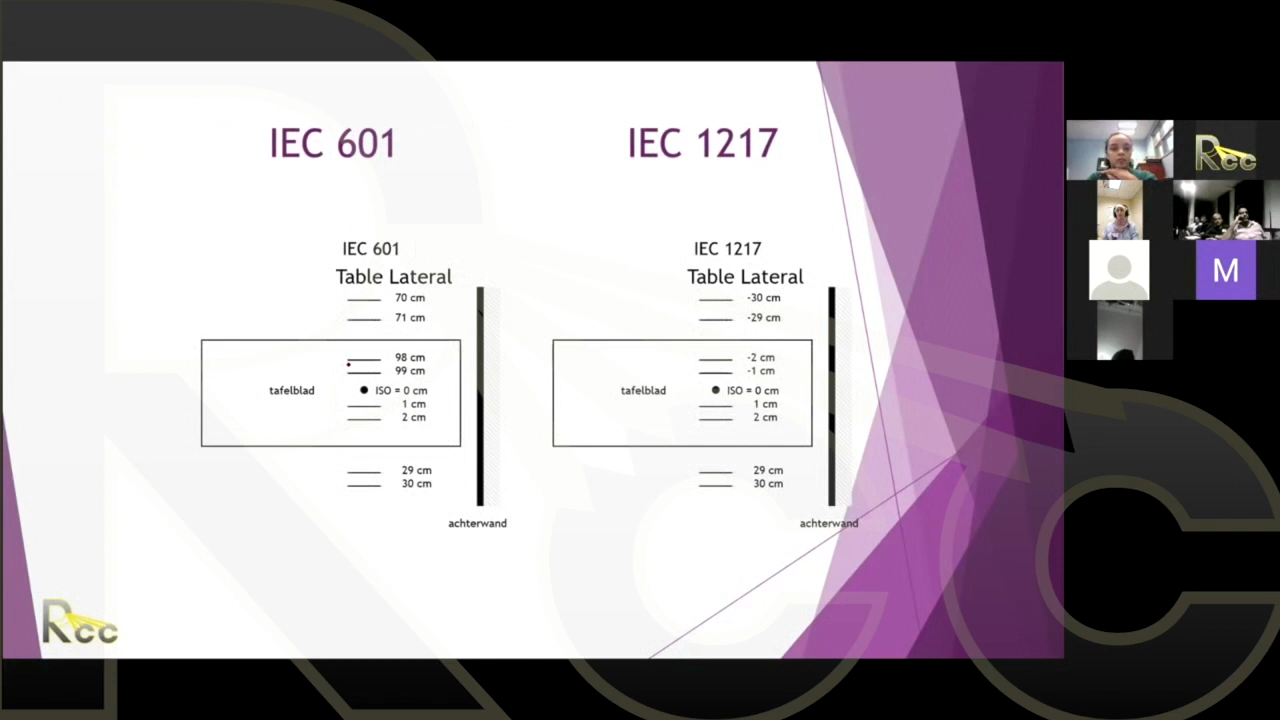 IEC 601
IEC 1217
IEC 601
Table Lateral
70 cm
71 cm
98 cm
99 cm
tafelblad
ISO = 0 cm
1 cm
2 cm
29 cm
30 cm
achterwand
IEC 1217
Table Lateral
-30 cm
-29 cm
-2 cm
-1 cm
tafelblad
ISO = 0 cm
1 cm
2 cm
29 cm
30 cm
achterwand
Rcc
Rcc
M
Rcc